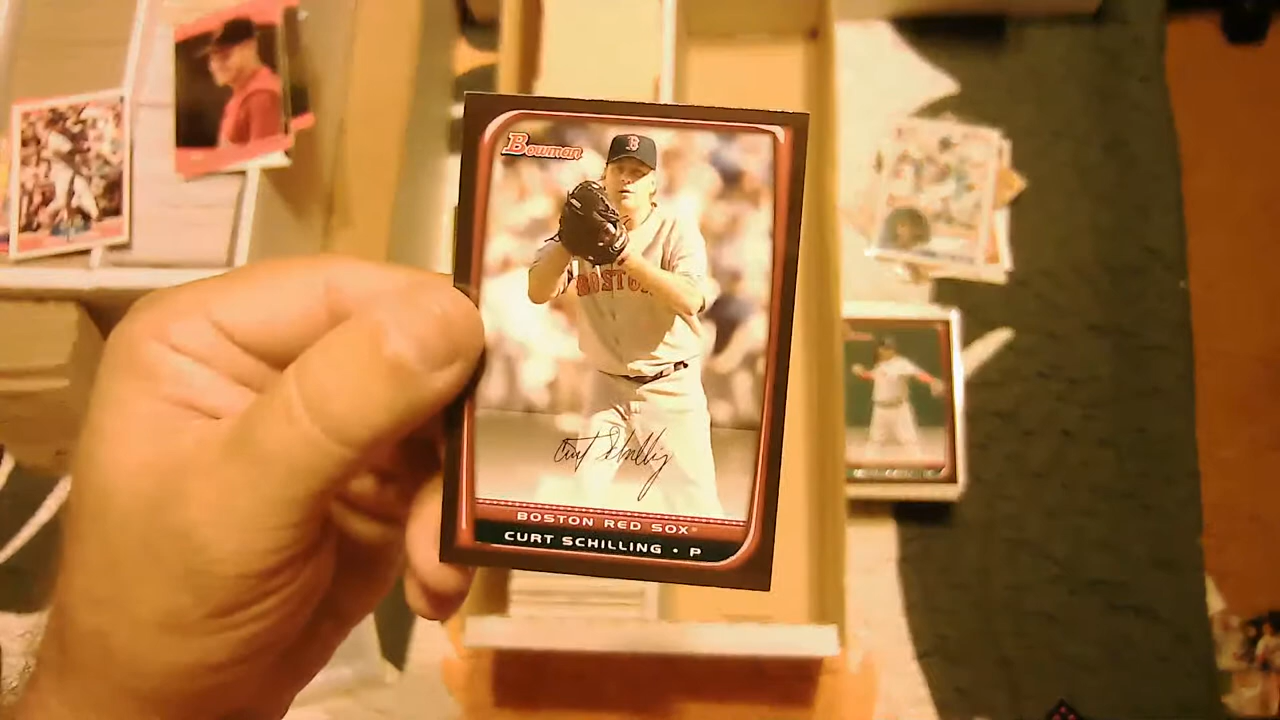 Bowman
B
BOSTON
Curt Schilling
BOSTON RED SOX
CURT SCHILLING • P